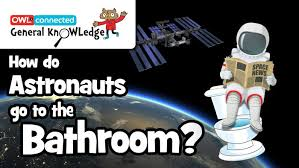 OWL connected
General KnOWLedge
How do
Astronauts
go to the
Bathroom?
SPACE
NEWS